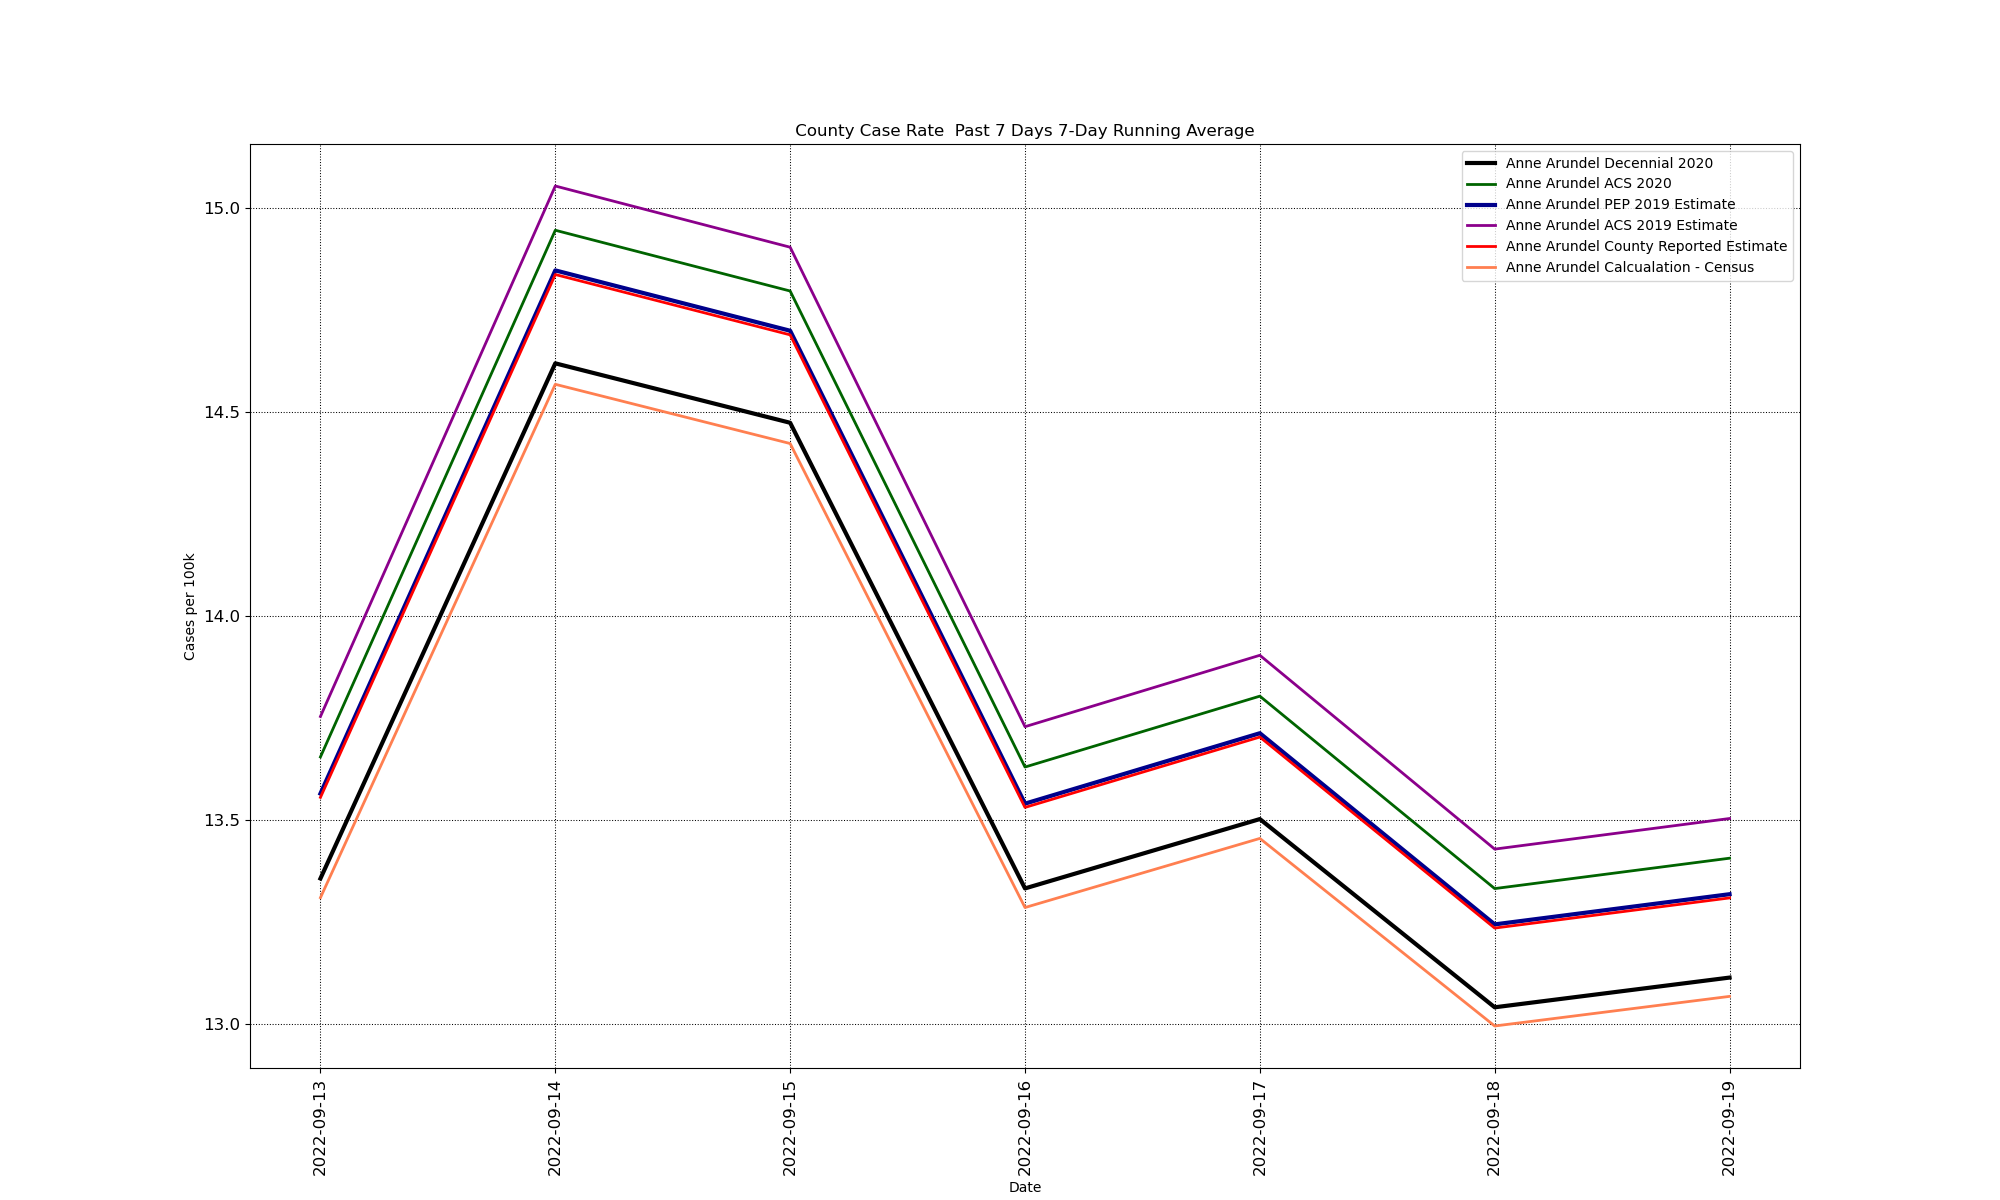 County Case Rate  Past 7 Days 7-Day Running Average
Anne Arundel Decennial 2020
Anne Arundel ACS 2020
Anne Arundel PEP 2019 Estimate
Anne Arundel ACS 2019 Estimate
Anne Arundel County Reported Estimate
Anne Arundel Calcualation - Census
Cases per 100k
15.0
14.5
14.0
13.5
13.0
2022-09-13
2022-09-14
2022-09-15
2022-09-16
2022-09-17
2022-09-18
2022-09-19
Date